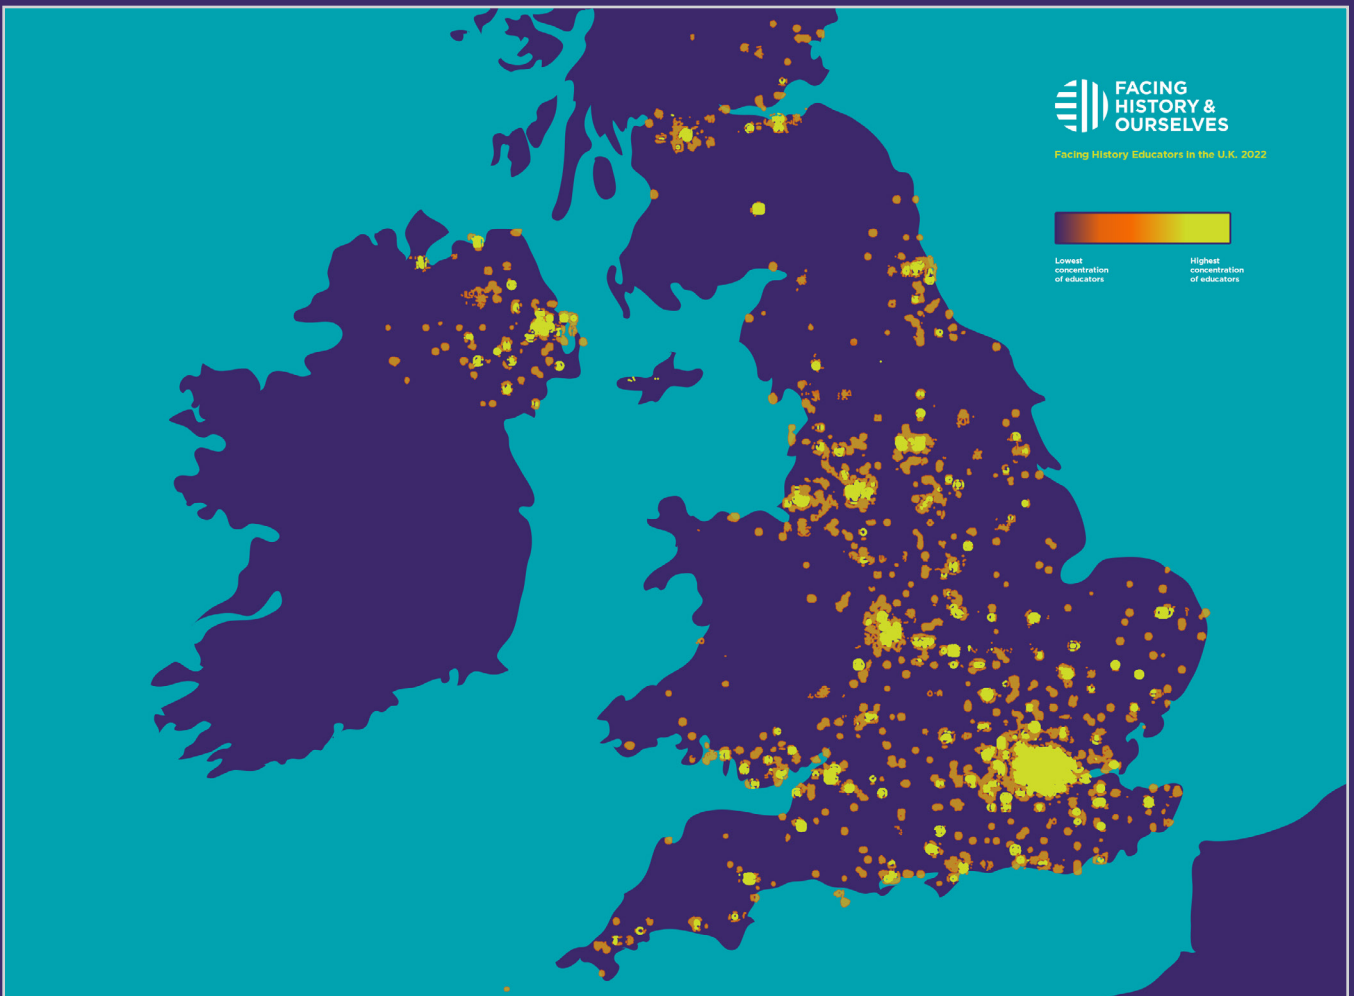 FACING
HISTORY &
OURSELVES
Facing History Educators in the U.K. 2022
Lowest
concentration
of educators
Highest
concentration
of educators